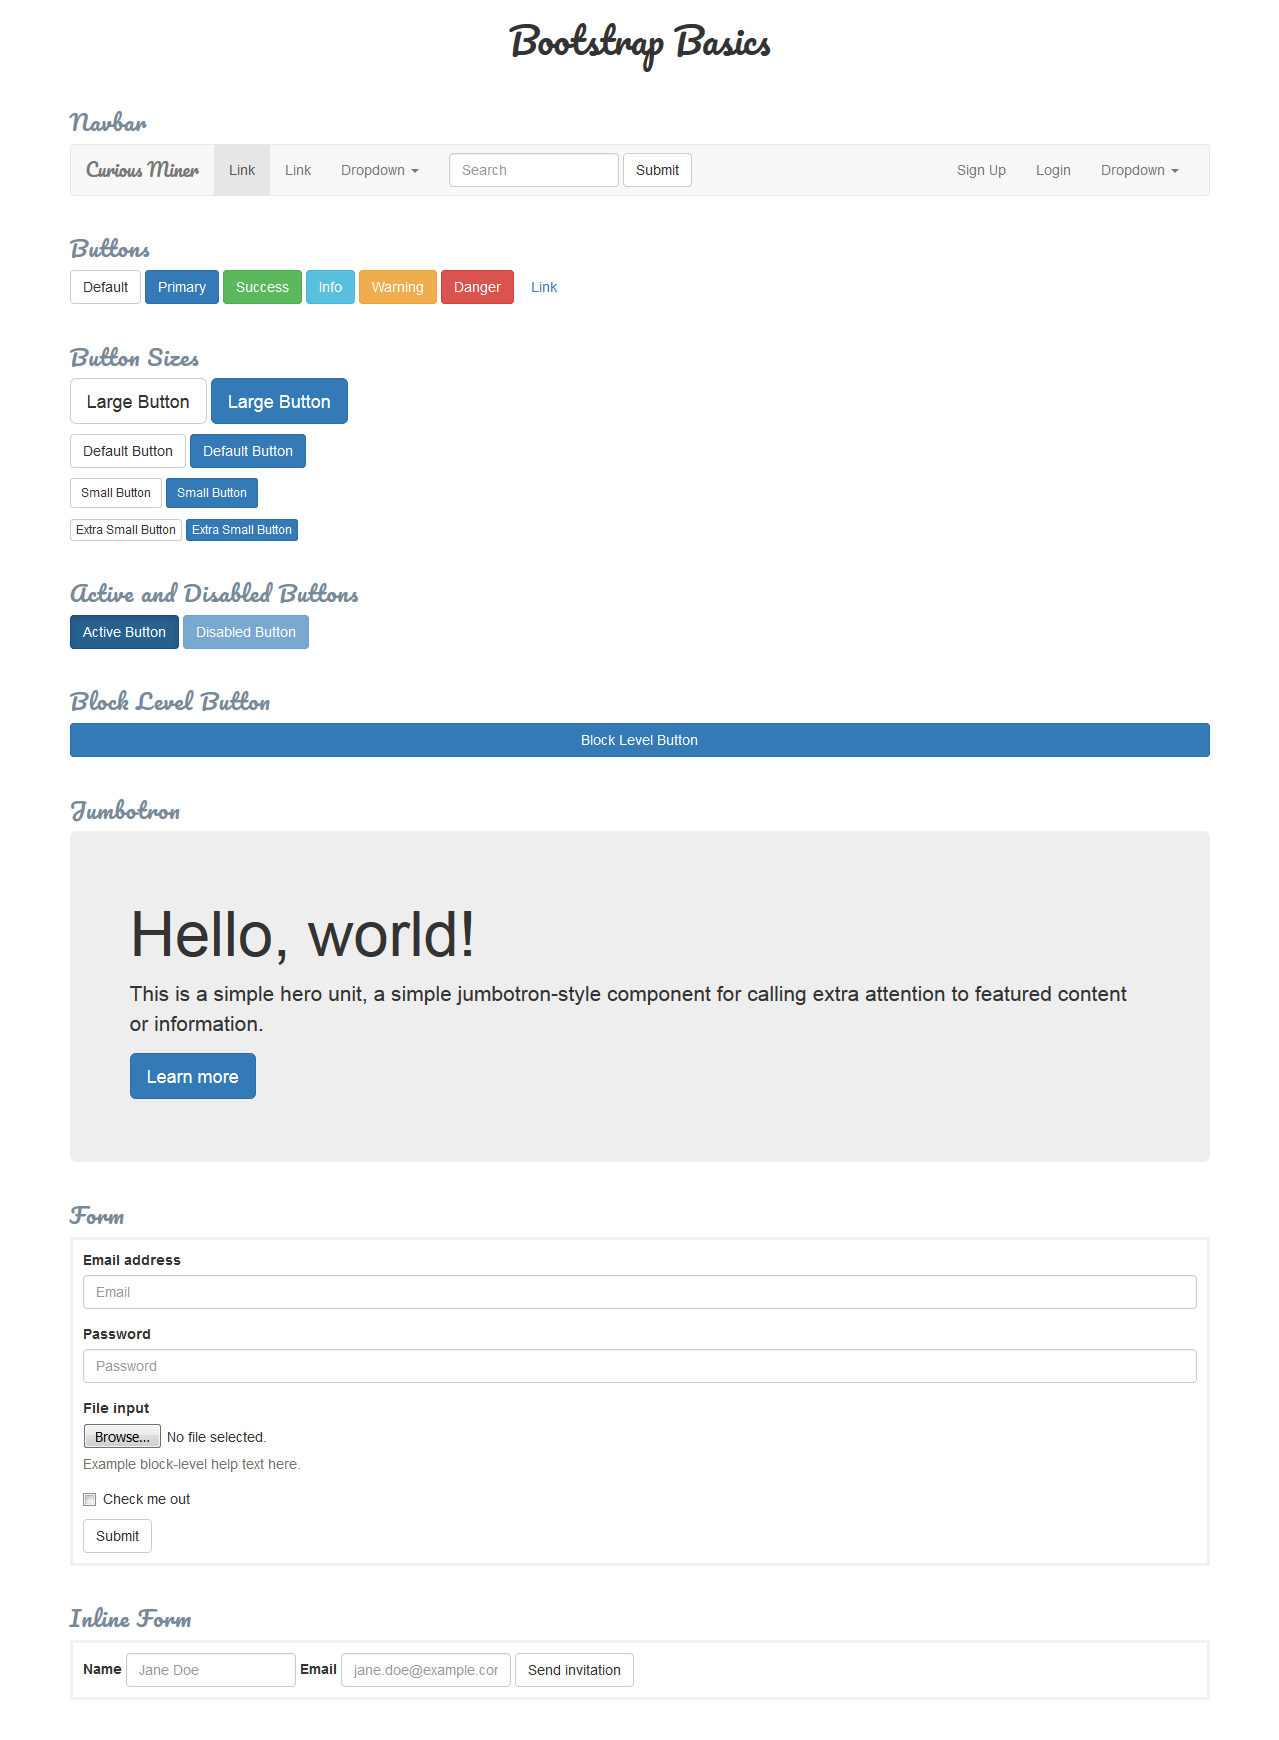 Bootstrap Basics
Navbar
Curious Miner Link Link Dropdown Search Submit Sign Up Login Dropdown
Buttons
Default Primary Success Info Warning Danger Link
Button Sizes
Large Button Large Button
Default Button Default Button
Small Button Small Button
Extra Small Button Extra Small Button
Active and Disabled Buttons
Active Button Disabled Button
Block Level Button
Block Level Button
Jumbotron
Hello, world!
This is a simple hero unit, a simple jumbotron-style component for calling extra attention to featured content
or information.
Learn more
Form
Email address
Email
Password
Password
File input
Browse... No file selected.
Example block-level help text here.
Check me out
Submit
Inline Form
Name Jane Doe Email jane.doe@example.cor Send invitation